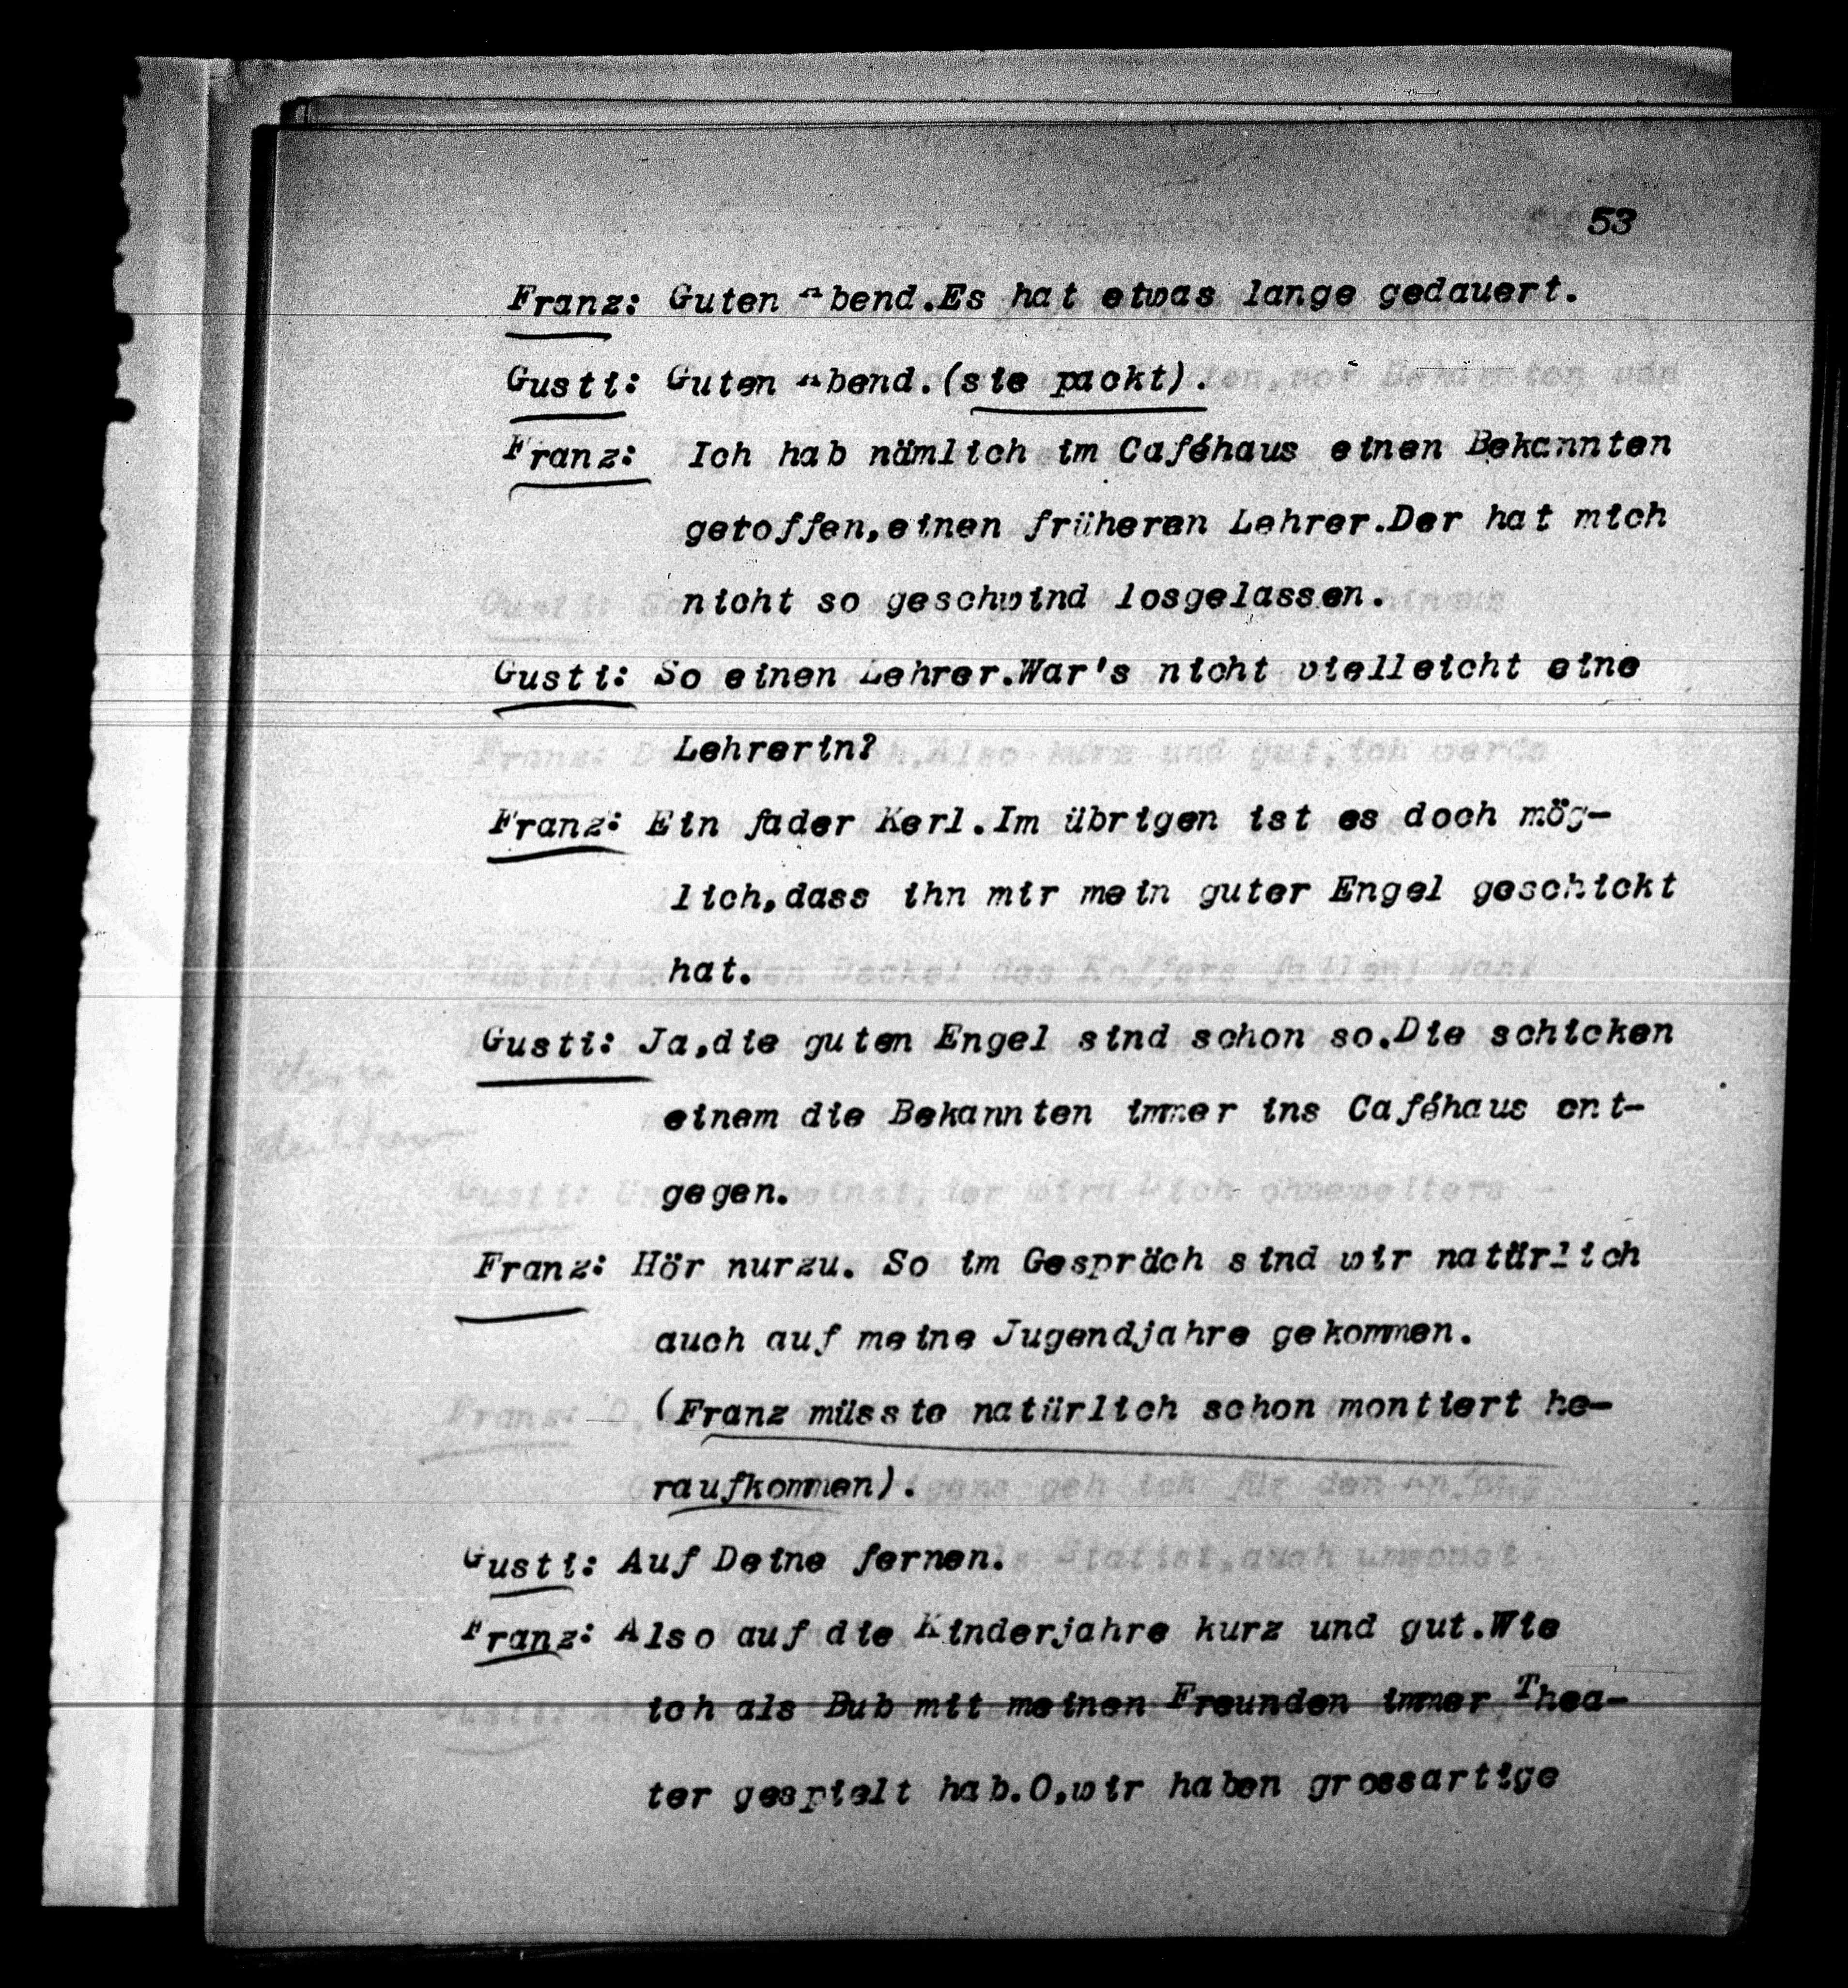 53
Franz: Guten Abend.Es hat etwas lange gedauert.
Gusti: Guten Abend.(sie packt).
Franz: Ich hab nämlich im Caféhaus einen Bekannten
getoffen,einen früheren Lehrer.Der hat mich
nicht so geschwind losgelassen.
Gusti: So einen Lehrer.War's nicht vielleicht eine
Lehrerin?
Franz: Ein fader Kerl.Im übrigen ist es doch mög-
lich,dass ihn mir mein guter Engel geschickt
hat.
Gusti: Ja,die guten Engel sind schon so.Die schicken
einem die Bekannten immer ins Caféhaus ent-
gegen.
Franz: Hör nurzu. So im Gespräch sind wir natürlich
auch auf meine Jugendjahre gekommen.
(Franz müsste natürlich schon montiert he-
raufkommen).
Gusti: Auf Deine fernen.
Franz: Also auf die Kinderjahre kurz und gut.Wie
ich als Bub mit meinen Freunden immer Thea-
ter gespielt hab.O,wir haben grossartige